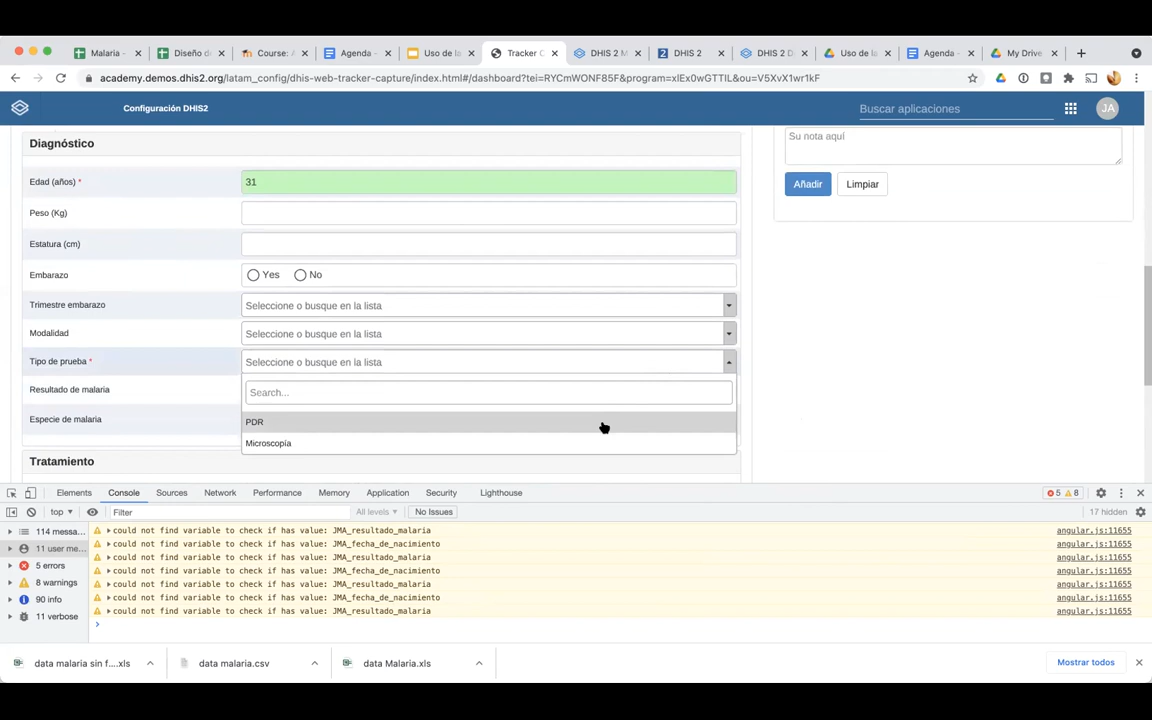 Malaria -
Diseño de
Course: A
Agenda -
Uso de la
Tracker C
DHIS 2 M
DHIS 2
DHIS 2 D
Uso de la
Agenda -
My Drive
academy.demos.dhis2.org/latam_config/dhis-web-tracker-capture/index.html#/dashboard?tei=RYCmWONF85F&program=xlEx0wGTTIL&ou=V5XvX1wr1kF
Configuración DHIS2
Buscar aplicaciones
JA
Diagnóstico
Su nota aquí
Edad (años) *
31
Añadir
Limpiar
Peso (Kg)
Estatura (cm)
Embarazo
Yes
No
Trimestre embarazo
Seleccione o busque en la lista
Modalidad
Seleccione o busque en la lista
Tipo de prueba *
Seleccione o busque en la lista
Resultado de malaria
Search...
Especie de malaria
PDR
Microscopía
Tratamiento
Elements
Console
Sources
Network
Performance
Memory
Application
Security
Lighthouse
5
8
top
Filter
All levels
No Issues
17 hidden
114 messa...
11 user me...
5 errors
8 warnings
90 info
11 verbose
could not find variable to check if has value: JMA_resultado_malaria
angular.js:11655
could not find variable to check if has value: JMA_fecha_de_nacimiento
angular.js:11655
could not find variable to check if has value: JMA_resultado_malaria
angular.js:11655
could not find variable to check if has value: JMA_fecha_de_nacimiento
angular.js:11655
could not find variable to check if has value: JMA_resultado_malaria
angular.js:11655
could not find variable to check if has value: JMA_fecha_de_nacimiento
angular.js:11655
could not find variable to check if has value: JMA_resultado_malaria
angular.js:11655
data malaria sin f....xls
data malaria.csv
data Malaria.xls
Mostrar todos